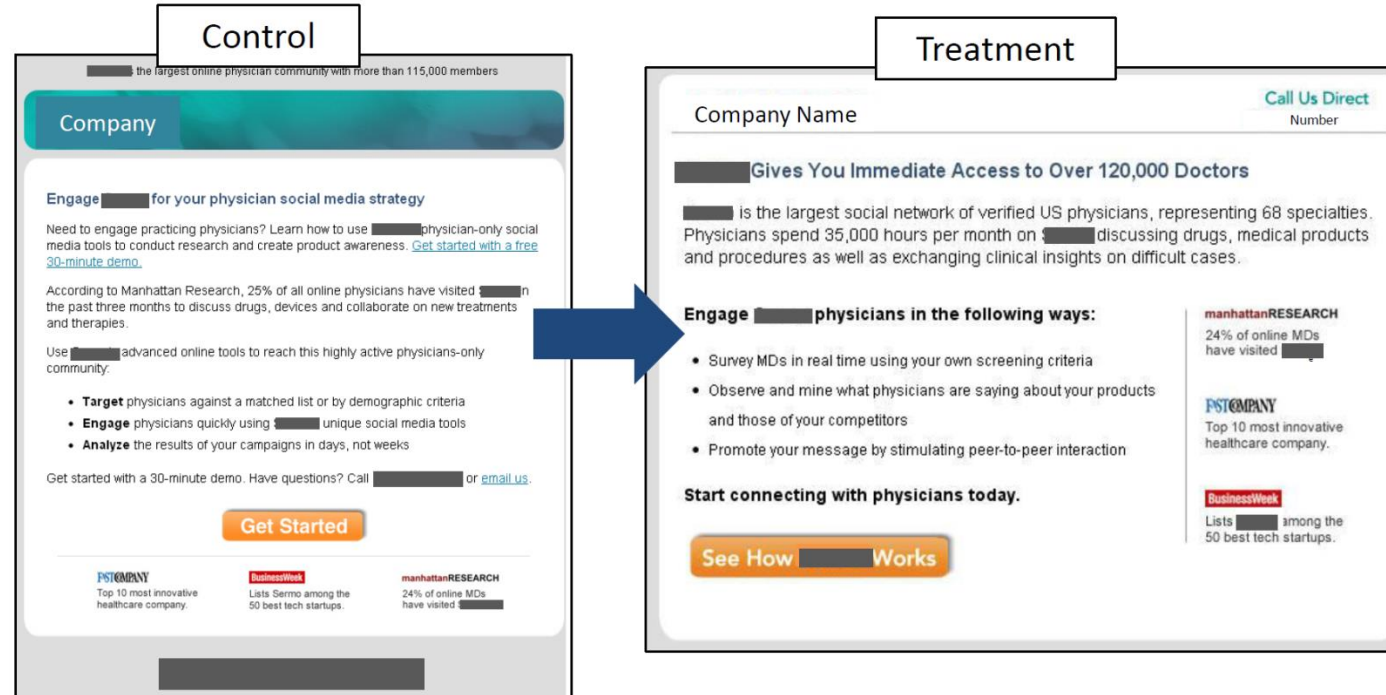 Control
the largest online physician community with more than 115,000 members
Company
Engage for your physician social media strategy
Need to engage practicing physicians? Learn how to use physician-only social
media tools to conduct research and create product awareness. Get started with a free
30-minute demo.
According to Manhattan Research, 25% of all online physicians have visited
the past three months to discuss drugs, devices and collaborate on new treatments
and therapies.
Use advanced online tools to reach this highly active physicians-only
community:
• Target physicians against a matched list or by demographic criteria
• Engage physicians quickly using unique social media tools
• Analyze the results of your campaigns in days, not weeks
Get started with a 30-minute demo. Have questions? Call or email us.
Get Started
FAST COMPANY
Top 10 most innovative
healthcare company.
BusinessWeek
Lists Sermo among the
50 best tech startups.
manhattanRESEARCH
24% of online MDs
have visited
Treatment
Company Name
Call Us Direct
Number
Gives You Immediate Access to Over 120,000 Doctors
is the largest social network of verified US physicians, representing 68 specialties.
Physicians spend 35,000 hours per month on discussing drugs, medical products
and procedures as well as exchanging clinical insights on difficult cases.
Engage physicians in the following ways:
• Survey MDs in real time using your own screening criteria
• Observe and mine what physicians are saying about your products
and those of your competitors
• Promote your message by stimulating peer-to-peer interaction
Start connecting with physicians today.
See How Works
manhattanRESEARCH
24% of online MDs
have visited
FAST COMPANY
Top 10 most innovative
healthcare company.
BusinessWeek
Lists among the
50 best tech startups.